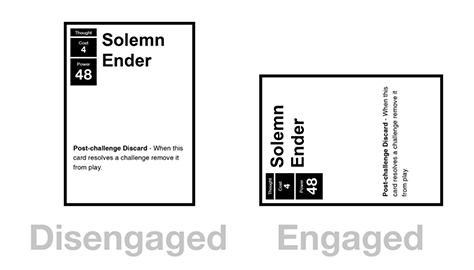 Thought
Cost
4
Power
48
Solemn
Ender
Post-challenge Discard - When this
card resolves a challenge remove it
from play.
Disengaged
Thought
Cost
4
Power
48
Solemn
Ender
Post-challenge Discard - When this
card resolves a challenge remove it
from play.
Engaged